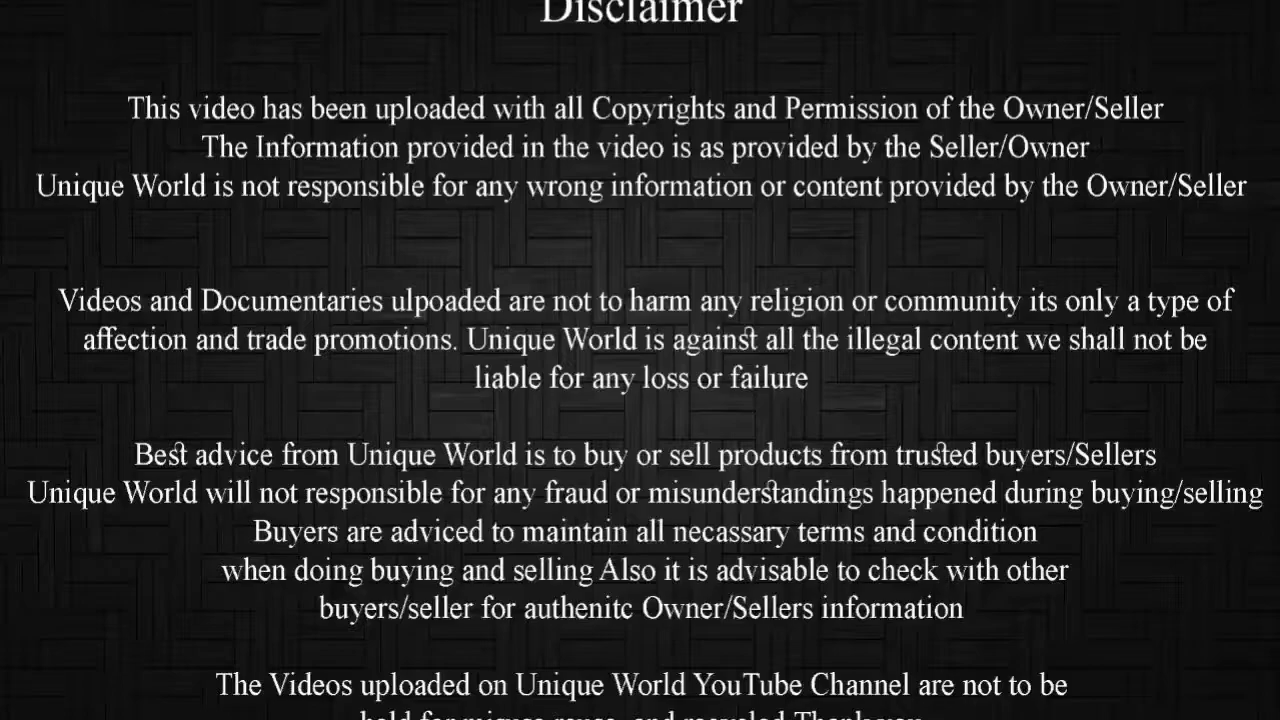 Disclaimer
This video has been uploaded with all Copyrights and Permission of the Owner/Seller
The Information provided in the video is as provided by the Seller/Owner
Unique World is not responsible for any wrong information or content provided by the Owner/Seller
Videos and Documentaries ulpoaded are not to harm any religion or community its only a type of
affection and trade promotions. Unique World is against all the illegal content we shall not be
liable for any loss or failure
Best advice from Unique World is to buy or sell products from trusted buyers/Sellers
Unique World will not responsible for any fraud or misunderstandings happened during buying/selling
Buyers are adviced to maintain all necassary terms and condition
when doing buying and selling Also it is advisable to check with other
buyers/seller for authenitc Owner/Sellers information
The Videos uploaded on Unique World YouTube Channel are not to be